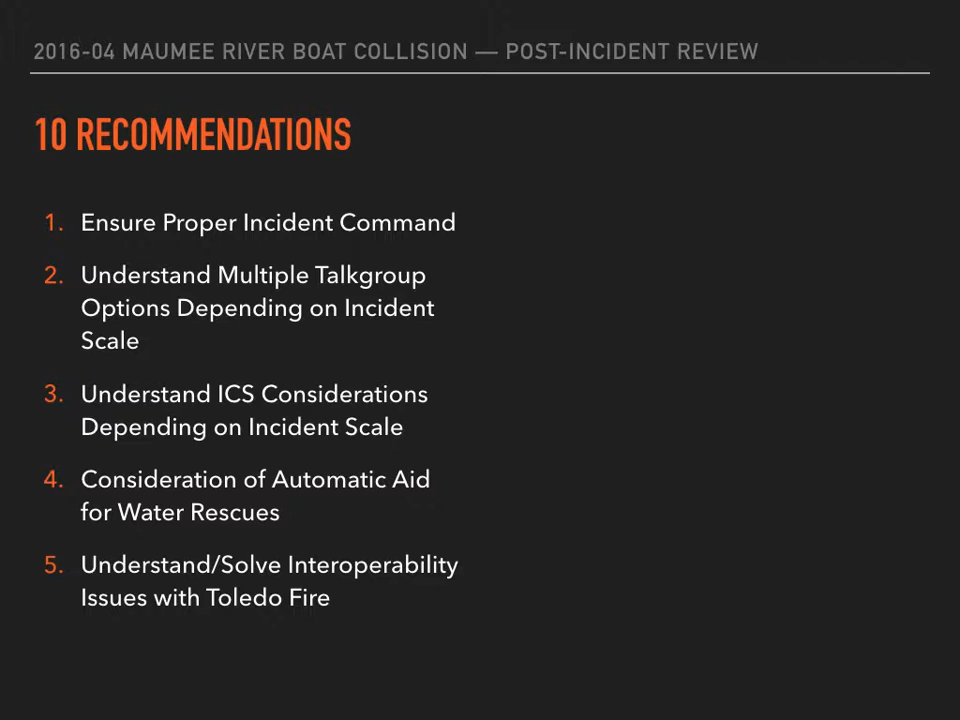 2016-04 MAUMEE RIVER BOAT COLLISION — POST-INCIDENT REVIEW
10 RECOMMENDATIONS
1. Ensure Proper Incident Command
2. Understand Multiple Talkgroup
Options Depending on Incident
Scale
3. Understand ICS Considerations
Depending on Incident Scale
4. Consideration of Automatic Aid
for Water Rescues
5. Understand/Solve Interoperability
Issues with Toledo Fire